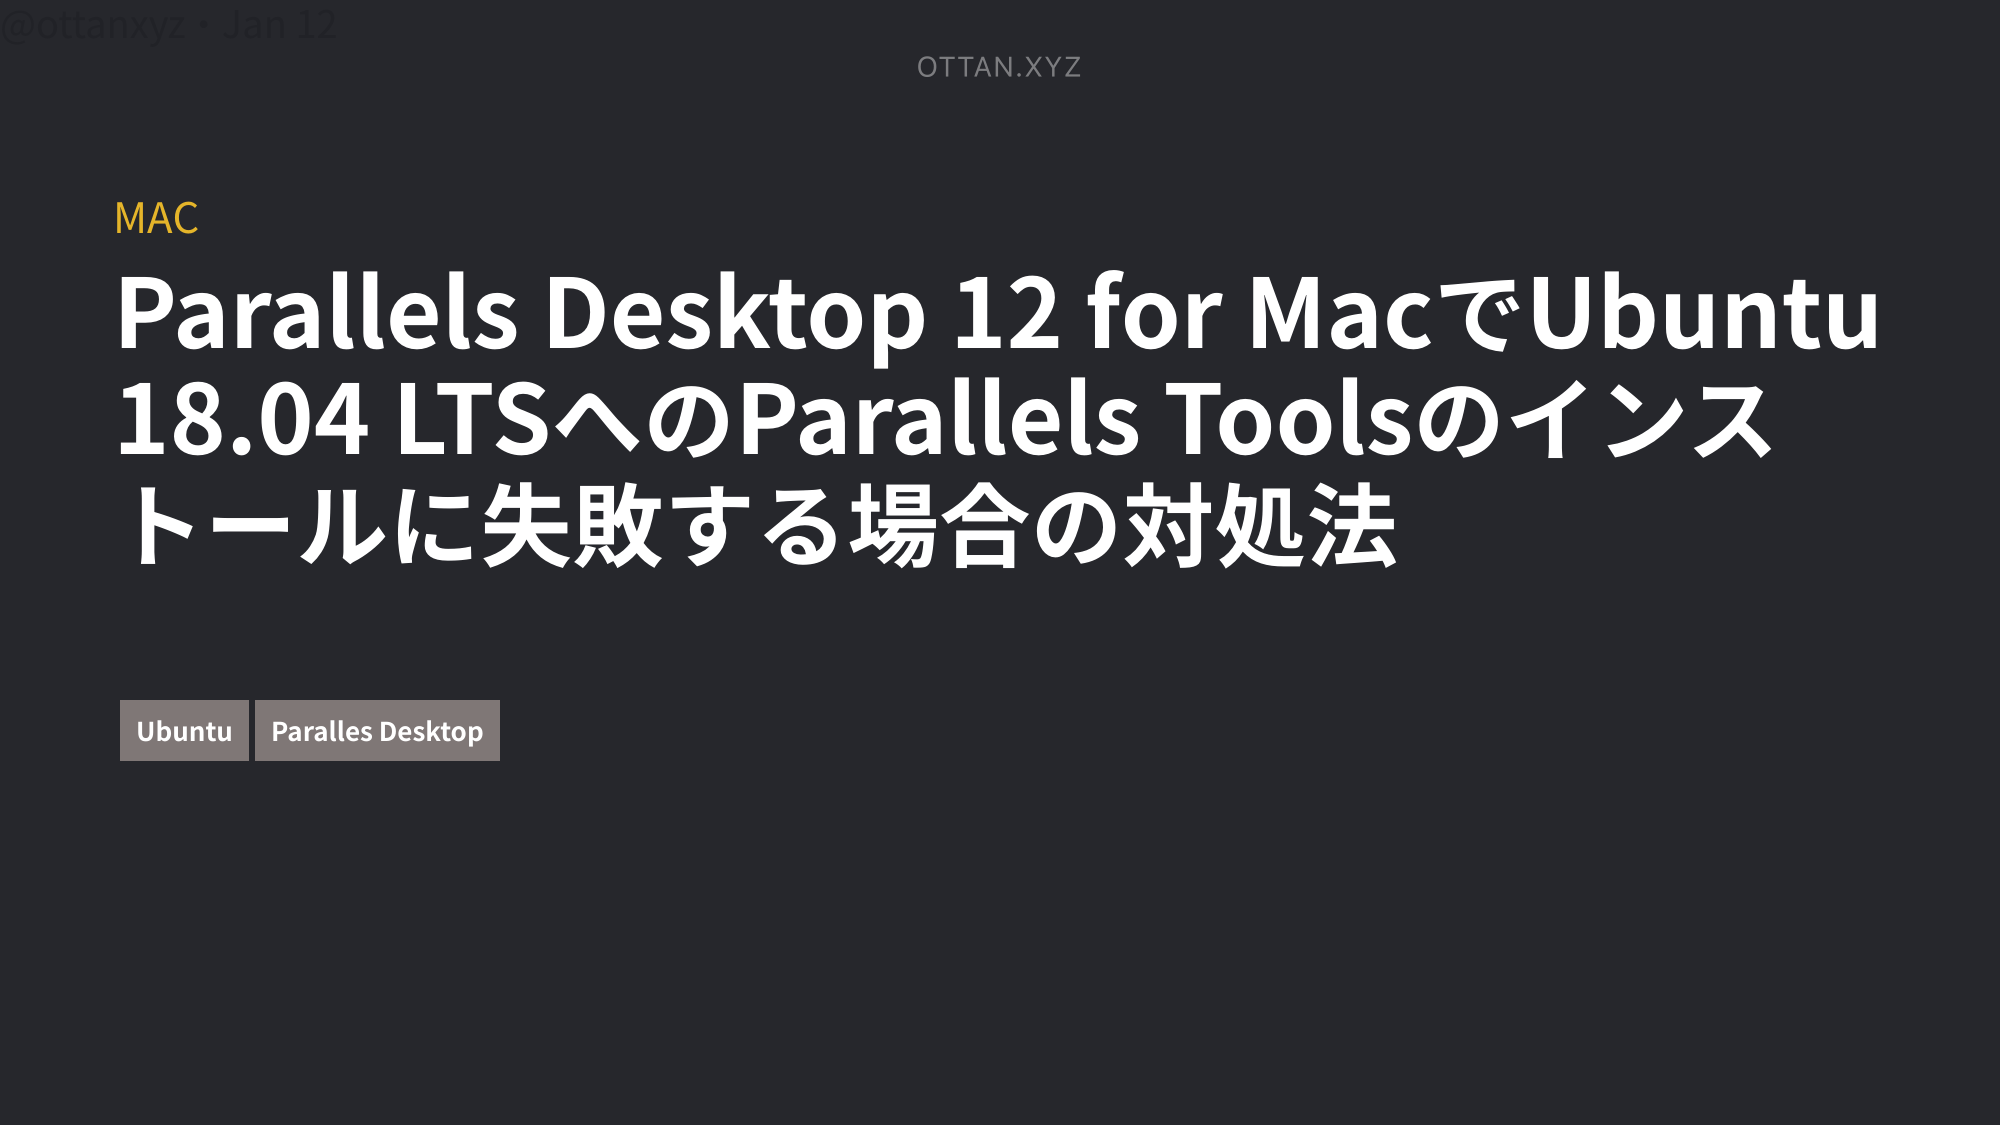 @ottanxyz・Jan 12
OTTAN.XYZ
MAC
Parallels Desktop 12 for MacでUbuntu
18.04 LTSへのParallels Toolsのインス
トールに失敗する場合の対処法
Ubuntu
Paralles Desktop